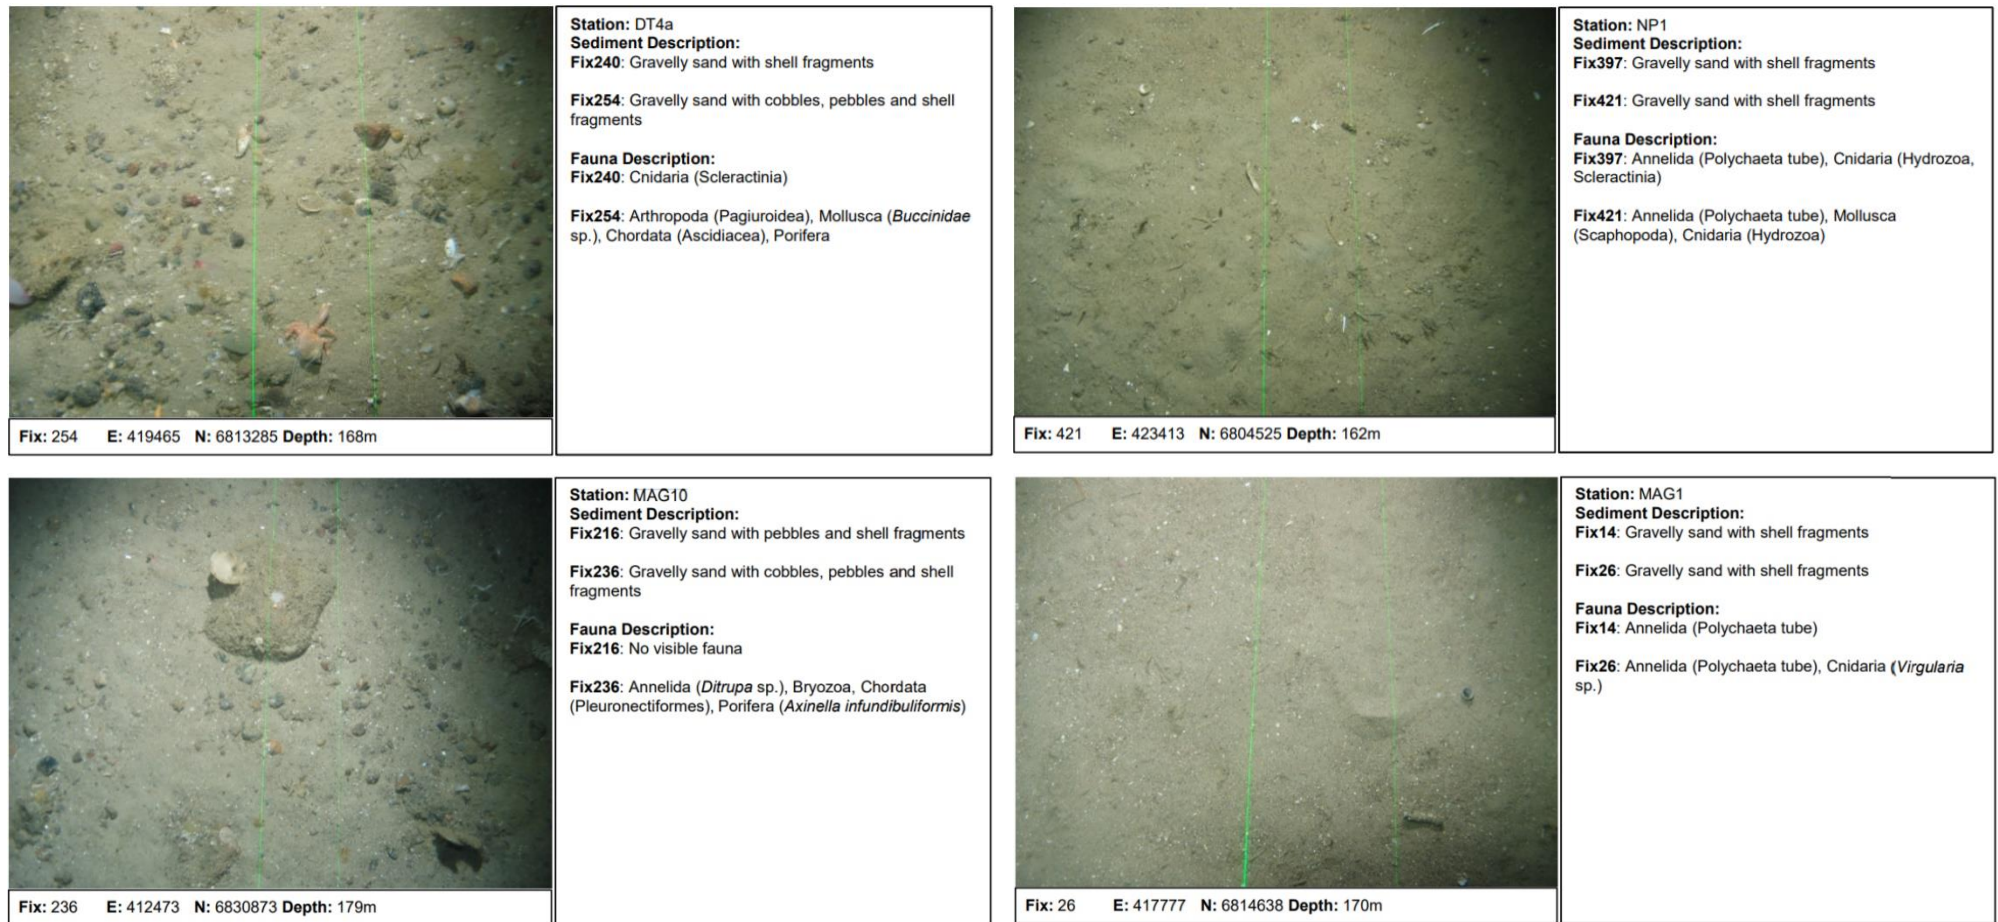 Station: DT4a
Sediment Description:
Fix240: Gravelly sand with shell fragments
Fix254: Gravelly sand with cobbles, pebbles and shell
fragments
Fauna Description:
Fix240: Cnidaria (Scleractinia)
Fix254: Arthropoda (Pagiuroidea), Mollusca (Buccinidae
sp.), Chordata (Ascidiacea), Porifera
Fix: 254 E: 419465 N: 6813285 Depth: 168m
Station: NP1
Sediment Description:
Fix397: Gravelly sand with shell fragments
Fix421: Gravelly sand with shell fragments
Fauna Description:
Fix397: Annelida (Polychaeta tube), Cnidaria (Hydrozoa,
Scleractinia)
Fix421: Annelida (Polychaeta tube), Mollusca
(Scaphopoda), Cnidaria (Hydrozoa)
Fix: 421 E: 423413 N: 6804525 Depth: 162m
Station: MAG10
Sediment Description:
Fix216: Gravelly sand with pebbles and shell fragments
Fix236: Gravelly sand with cobbles, pebbles and shell
fragments
Fauna Description:
Fix216: No visible fauna
Fix236: Annelida (Ditrupa sp.), Bryozoa, Chordata
(Pleuronectiformes), Porifera (Axinella infundibuliformis)
Fix: 236 E: 412473 N: 6830873 Depth: 179m
Station: MAG1
Sediment Description:
Fix14: Gravelly sand with shell fragments
Fix26: Gravelly sand with shell fragments
Fauna Description:
Fix14: Annelida (Polychaeta tube)
Fix26: Annelida (Polychaeta tube), Cnidaria (Virgularia
sp.)
Fix: 26 E: 417777 N: 6814638 Depth: 170m